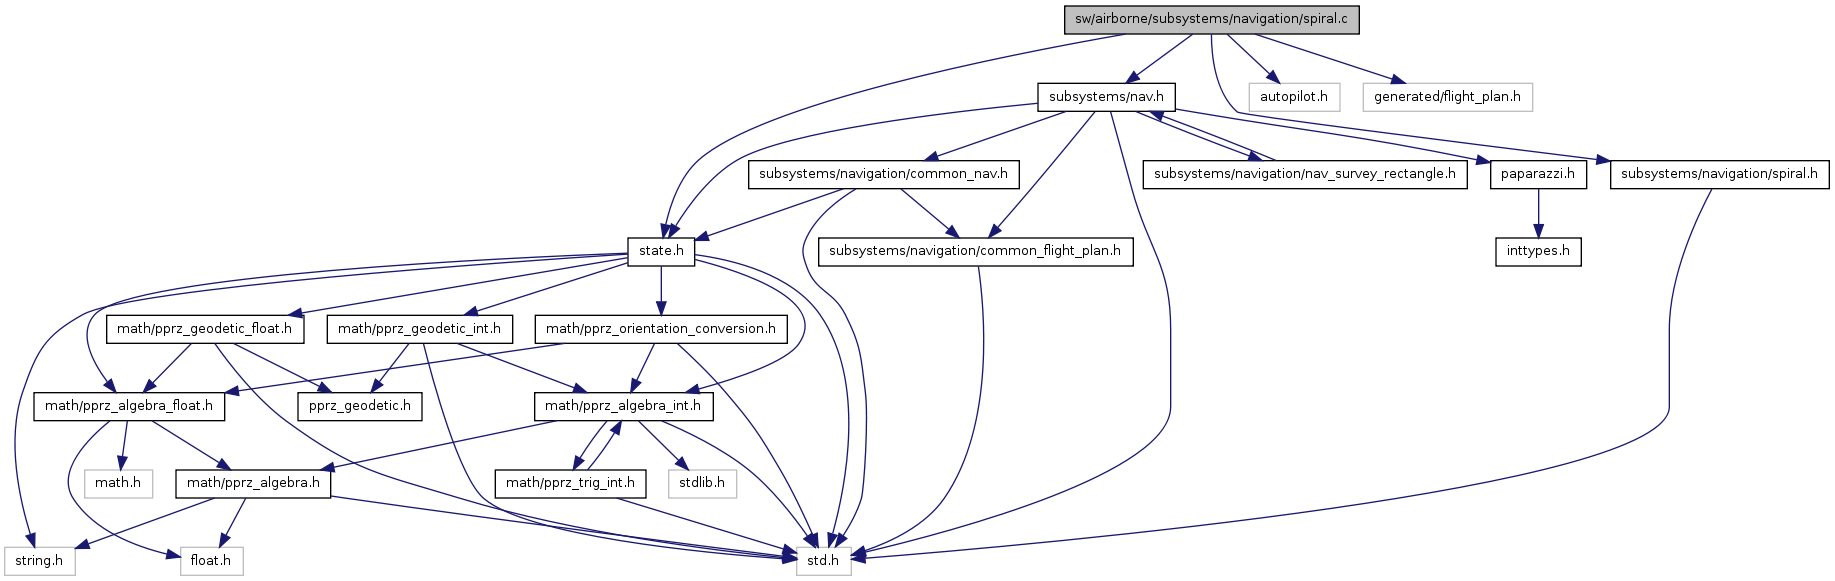 sw/airborne/subsystems/navigation/spiral.c
subsystems/nav.h
autopilot.h
generated/flight_plan.h
subsystems/navigation/common_nav.h
subsystems/navigation/nav_survey_rectangle.h
paparazzi.h
subsystems/navigation/spiral.h
state.h
subsystems/navigation/common_flight_plan.h
inttypes.h
math/pprz_geodetic_float.h
math/pprz_geodetic_int.h
math/pprz_orientation_conversion.h
math/pprz_algebra_float.h
pprz_geodetic.h
math/pprz_algebra_int.h
math.h
math/pprz_algebra.h
math/pprz_trig_int.h
stdlib.h
string.h
float.h
std.h